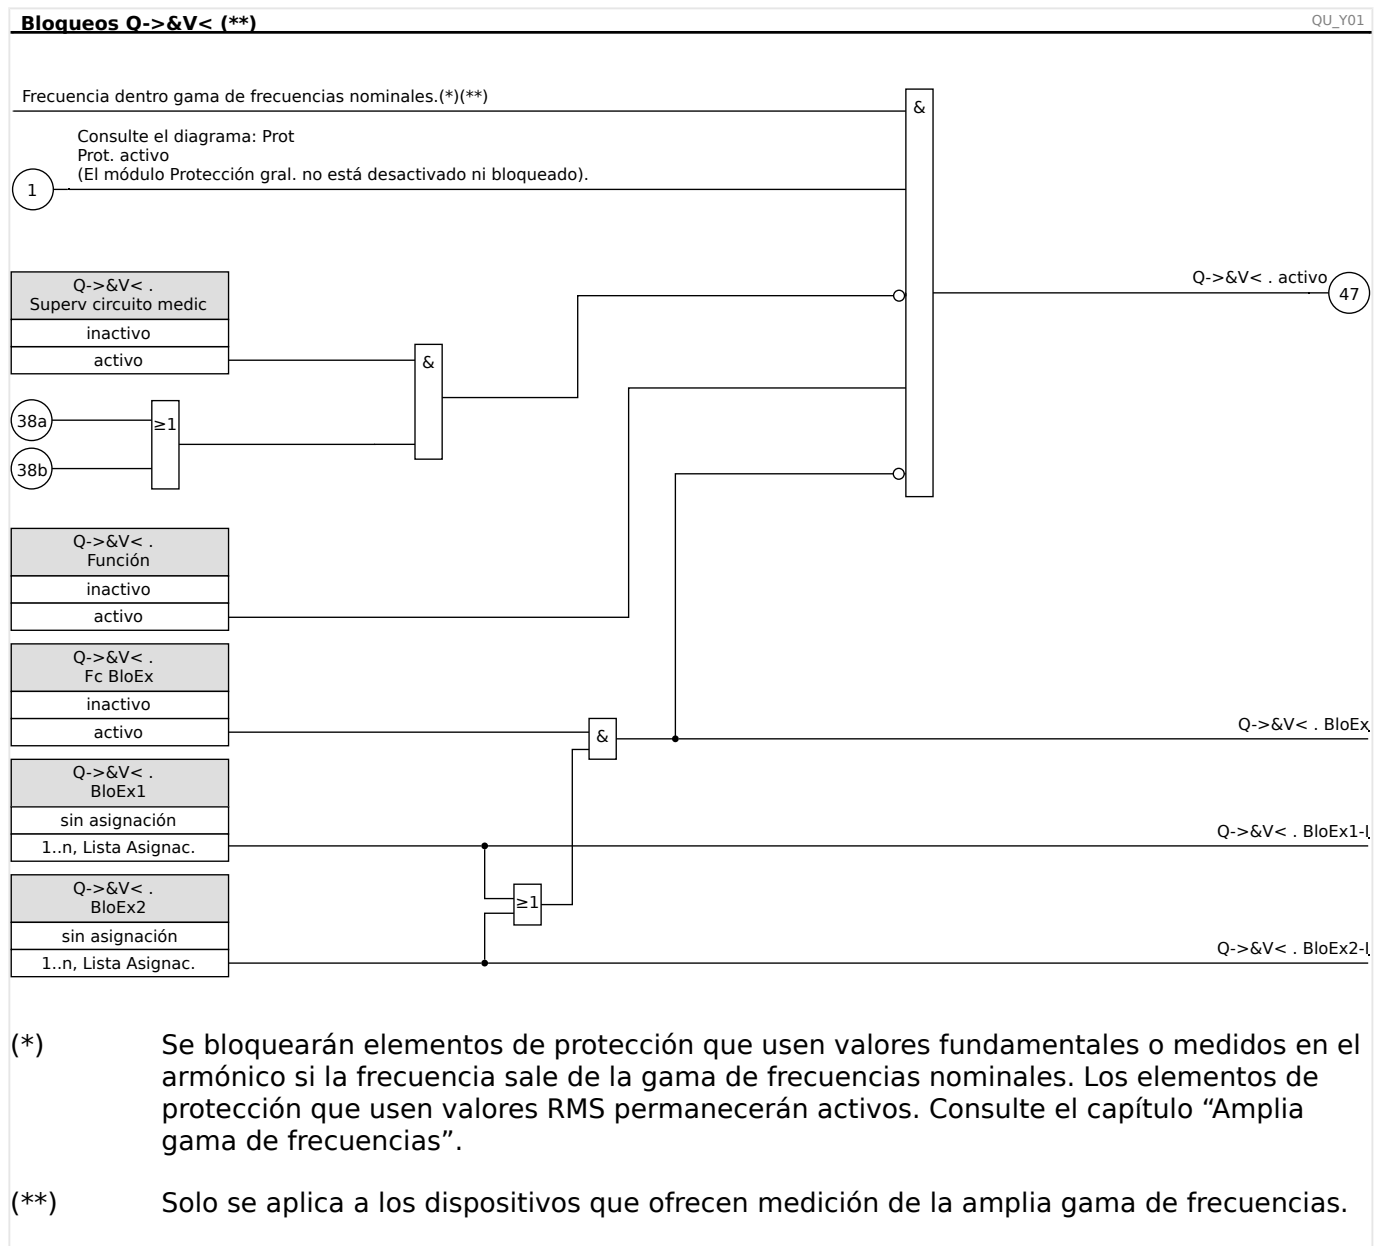 Bloqueos Q->&V< (**)
QU_Y01
Frecuencia dentro gama de frecuencias nominales.(*)(**)
&
Consulte el diagrama: Prot
Prot. activo
(El módulo Protección gral. no está desactivado ni bloqueado).
1
Q->&V< .
Superv circuito medic
inactivo
activo
Q->&V< . activo
47
&
38a
≥1
38b
Q->&V< .
Función
inactivo
activo
Q->&V< .
Fc BloEx
inactivo
activo
&
Q->&V< . BloEx
Q->&V< .
BloEx1
sin asignación
1..n, Lista Asignac.
Q->&V< . BloEx1-I
Q->&V< .
BloEx2
≥1
sin asignación
1..n, Lista Asignac.
Q->&V< . BloEx2-I
(*) Se bloquearán elementos de protección que usen valores fundamentales o medidos en el
armónico si la frecuencia sale de la gama de frecuencias nominales. Los elementos de
protección que usen valores RMS permanecerán activos. Consulte el capítulo “Amplia
gama de frecuencias”.
(**) Solo se aplica a los dispositivos que ofrecen medición de la amplia gama de frecuencias.